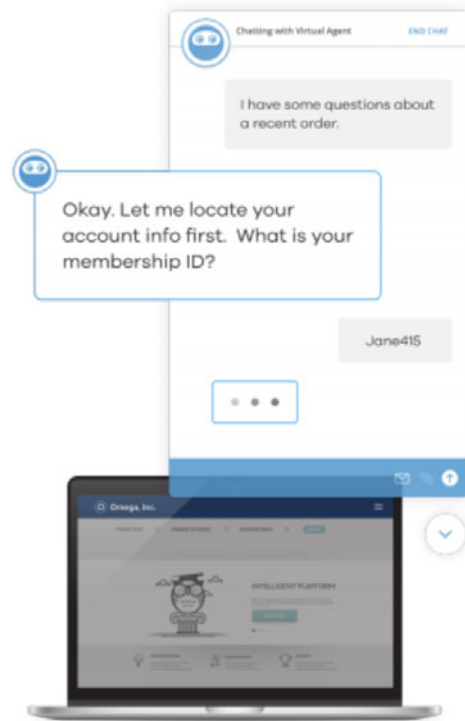 Chatting with Virtual Agent
END CHAT
I have some questions about
a recent order.
Okay. Let me locate your
account info first. What is your
membership ID?
Jane415
Omega, Inc.
INTELLIGENT PLATFORM